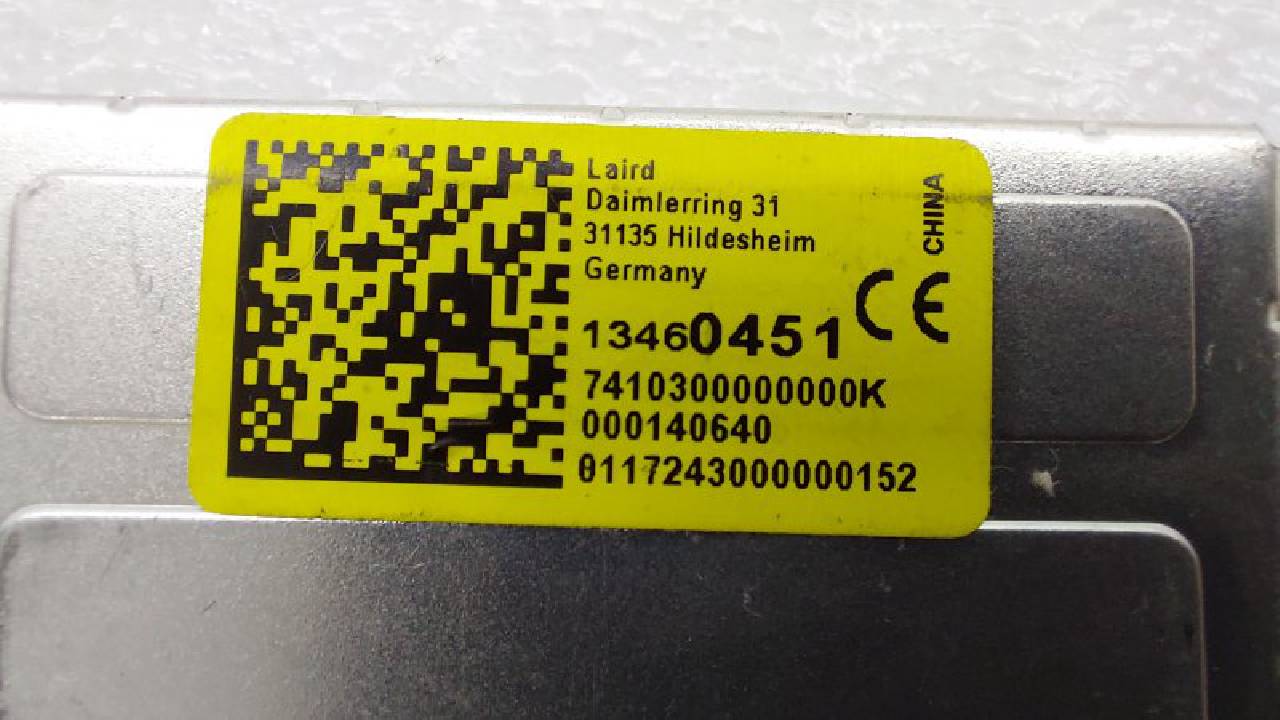 Laird
Daimlerring 31
31135 Hildesheim
Germany
CHINA
CE
13460451
7410300000000K
000140640
0117243000000152